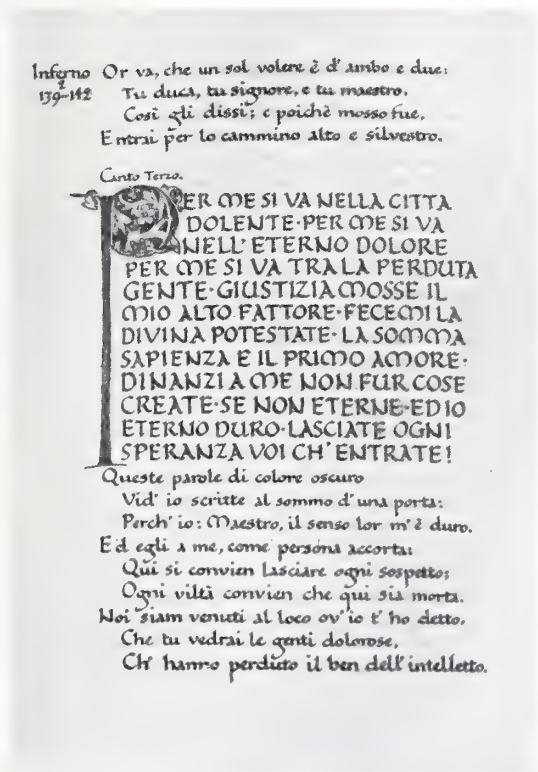 Inferno Or va, che un sol volere è d' ambo e due:
2
139-142 Tu duca, tu signore, e tu maestro.
Così gli dissi; e poichè mosso fue,
Entrai per lo cammino alto e silvestro.
Canto Terzo.
PER ME SI VA NELLA CITTA
DOLENTE·PER ME SI VA
NELL' ETERNO DOLORE
PER ME SI VA TRA LA PERDUTA
GENTE·GIUSTIZIA MOSSE IL
MIO ALTO FATTORE·FECEMI LA
DIVINA POTESTATE·LA SOMMA
SAPIENZA E IL PRIMO AMORE·
DINANZI A ME NON FUR COSE
CREATE·SE NON ETERNE·ED IO
ETERNO DURO·LASCIATE OGNI
SPERANZA VOI CH' ENTRATE!
Queste parole di colore oscuro
Vid' io scritte al sommo d' una porta:
Perch' io: Maestro, il senso lor m' è duro.
Ed egli a me, come persona accorta:
Qui si convien lasciare ogni sospetto;
Ogni viltà convien che qui sia morta.
Noi siam venuti al loco ov' io t' ho detto,
Che tu vedrai le genti dolorose,
Ch' hanno perduto il ben dell' intelletto.